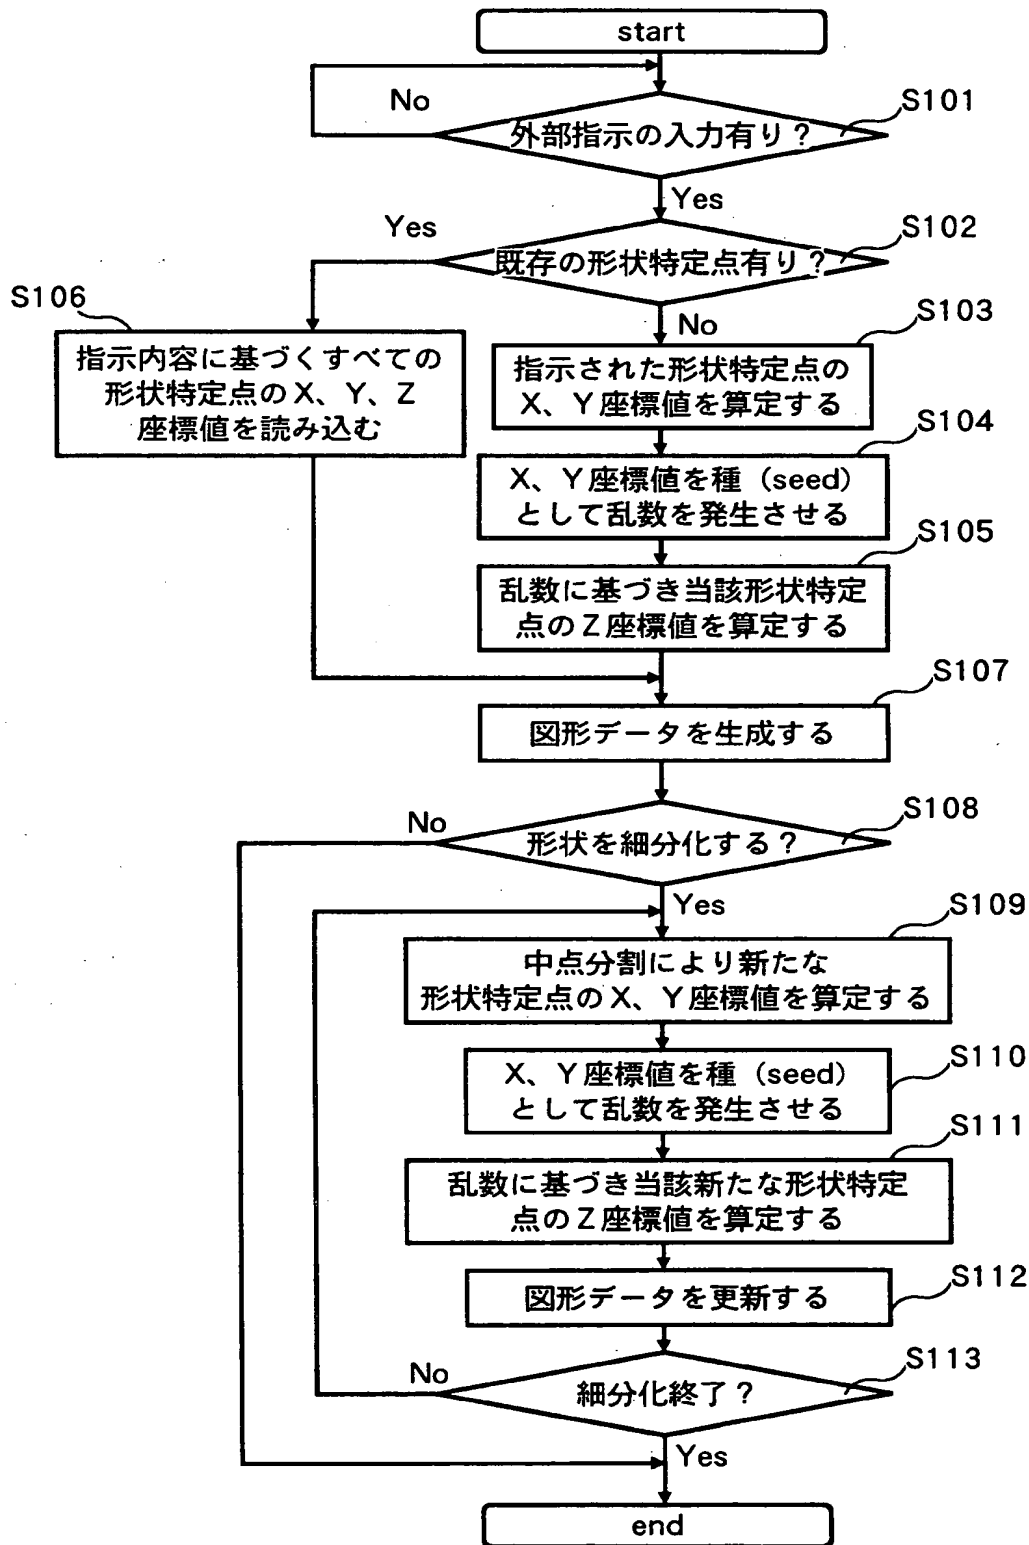 start
No
S101
外部指示の入力有り？
Yes
Yes
S102
既存の形状特定点有り？
S106
No
S103
指示内容に基づくすべての
形状特定点のX、Y、Z
座標値を読み込む
指示された形状特定点の
X、Y座標値を算定する
S104
X、Y座標値を種（seed）
として乱数を発生させる
S105
乱数に基づき当該形状特定
点のZ座標値を算定する
S107
図形データを生成する
No
S108
形状を細分化する？
Yes
S109
中点分割により新たな
形状特定点のX、Y座標値を算定する
S110
X、Y座標値を種（seed）
として乱数を発生させる
S111
乱数に基づき当該新たな形状特定
点のZ座標値を算定する
S112
図形データを更新する
No
S113
細分化終了？
Yes
end